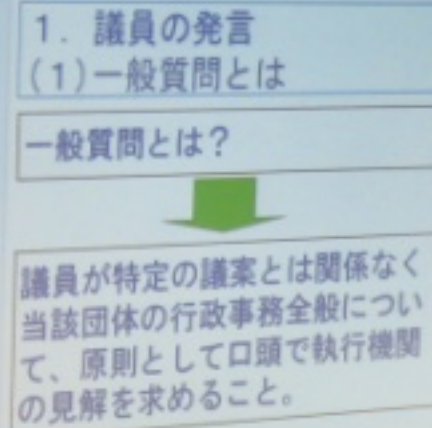 1．議員の発言
(1)一般質問とは
一般質問とは？
議員が特定の議案とは関係なく
当該団体の行政事務全般につい
て、原則として口頭で執行機関
の見解を求めること。